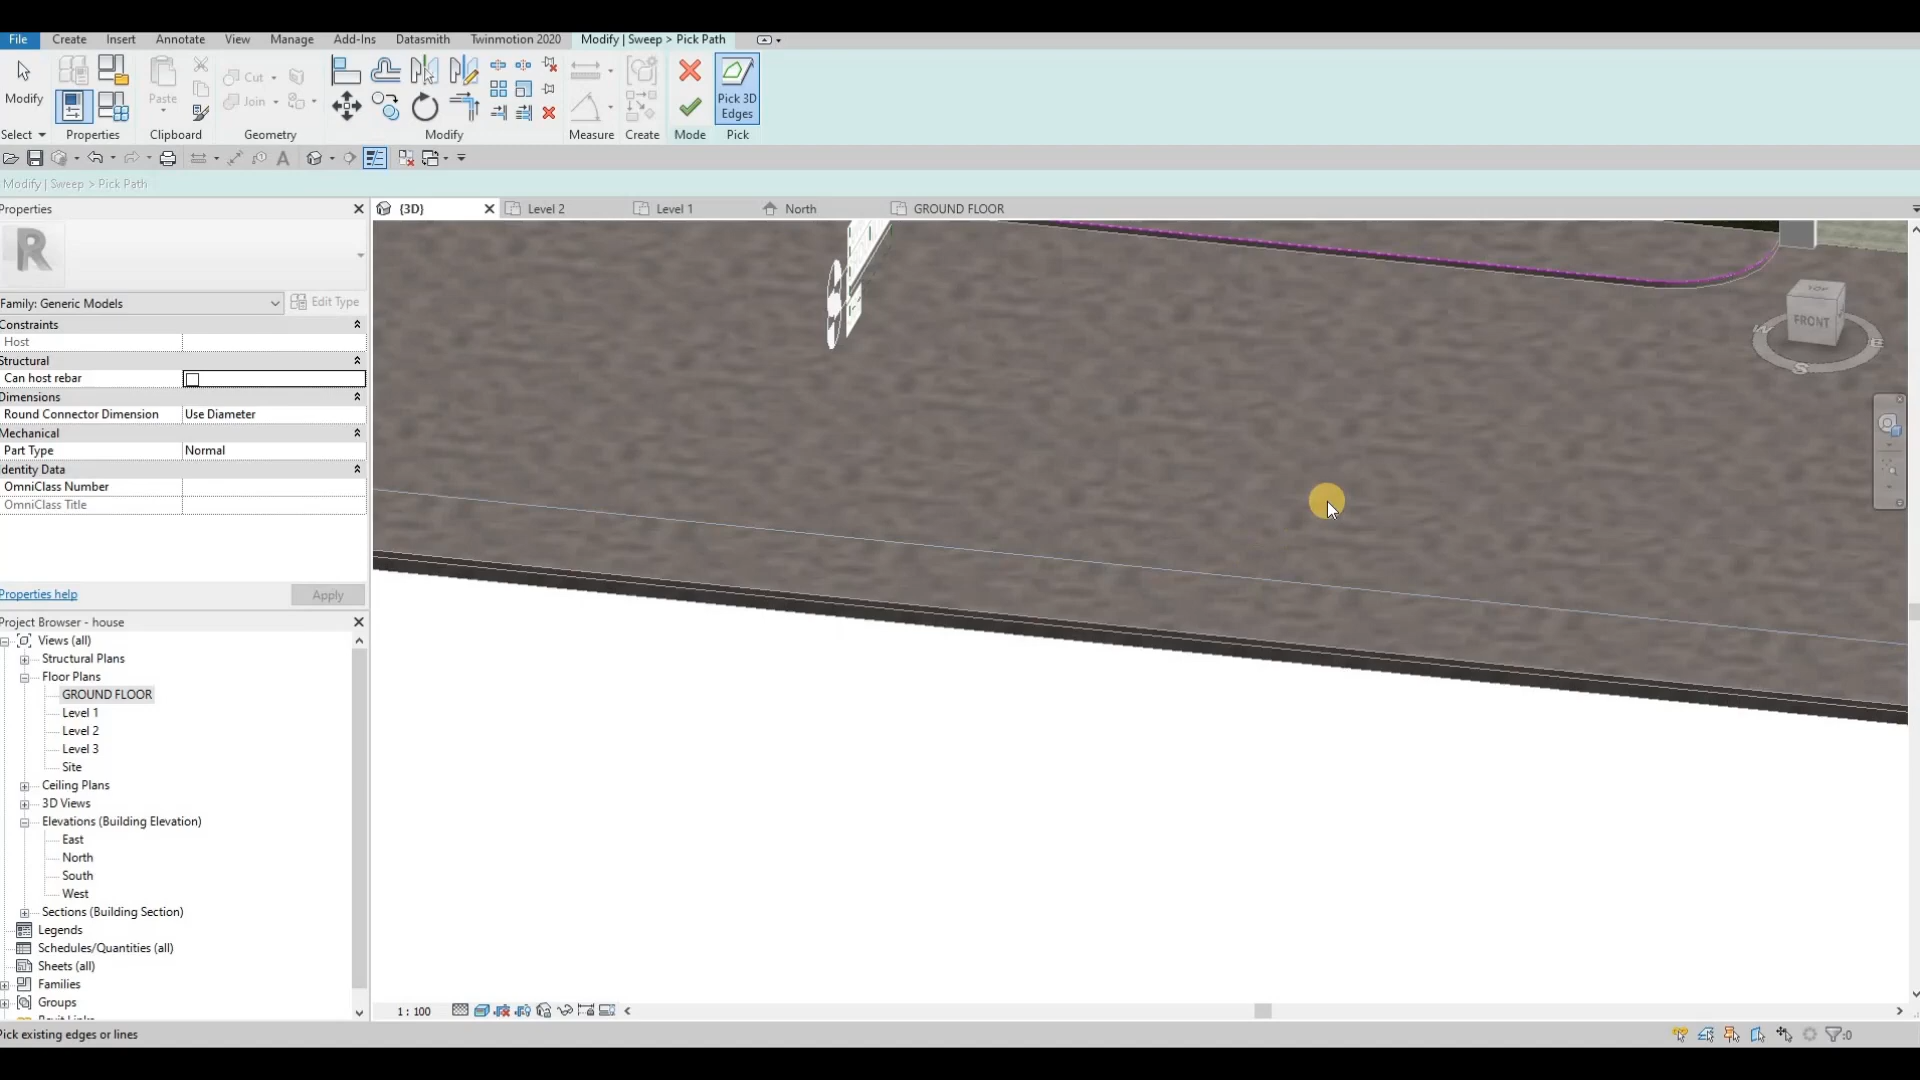 File Create Insert Annotate View Manage Add-Ins Datasmith Twinmotion 2020 Modify | Sweep > Pick Path
Modify Paste Cut Join Pick 3D Edges
Select Properties Clipboard Geometry Modify Measure Create Mode Pick
Modify | Sweep > Pick Path
Properties
{3D} Level 2 Level 1 North GROUND FLOOR
R
Family: Generic Models Edit Type
Constraints
Host
Structural
Can host rebar
Dimensions
Round Connector Dimension Use Diameter
Mechanical
Part Type Normal
Identity Data
OmniClass Number
OmniClass Title
Properties help Apply
TOP
FRONT
W E
S
Project Browser - house
Views (all)
Structural Plans
Floor Plans
GROUND FLOOR
Level 1
Level 2
Level 3
Site
Ceiling Plans
3D Views
Elevations (Building Elevation)
East
North
South
West
Sections (Building Section)
Legends
Schedules/Quantities (all)
Sheets (all)
Families
Groups
1 : 100
Pick existing edges or lines
:0